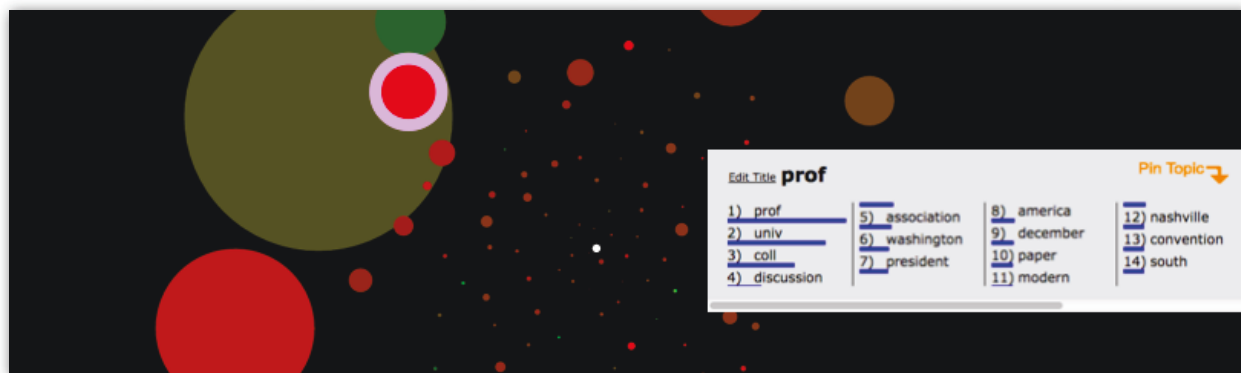 Edit Title prof
Pin Topic
1) prof
2) univ
3) coll
4) discussion
5) association
6) washington
7) president
8) america
9) december
10) paper
11) modern
12) nashville
13) convention
14) south